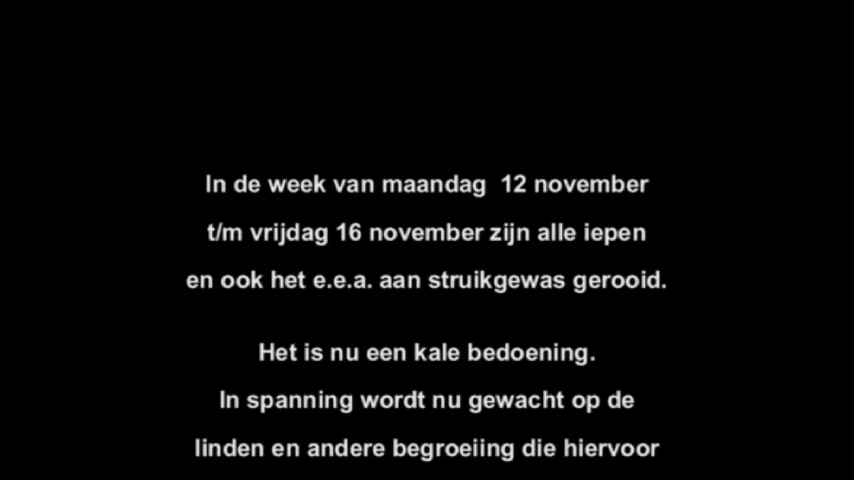 In de week van maandag  12 november
t/m vrijdag 16 november zijn alle iepen
en ook het e.e.a. aan struikgewas gerooid.
Het is nu een kale bedoening.
In spanning wordt nu gewacht op de
linden en andere begroeiing die hiervoor